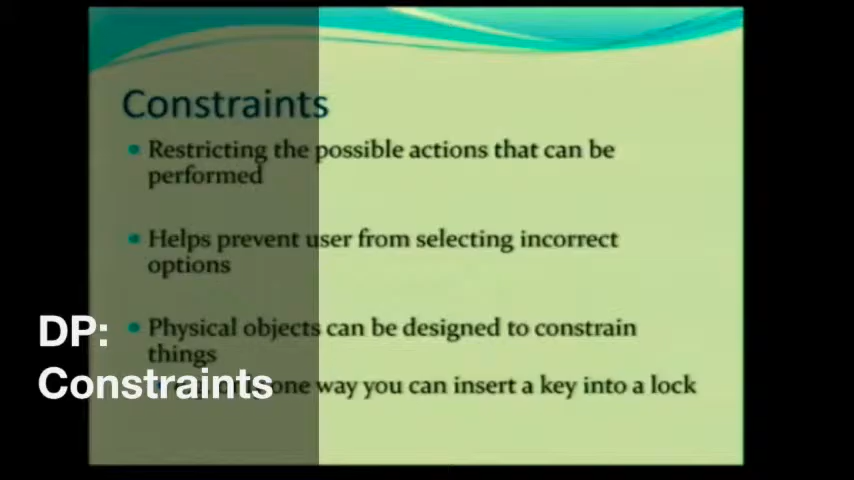 Constraints
Restricting the possible actions that can be
performed
Helps prevent user from selecting incorrect
options
Physical objects can be designed to constrain
things
one way you can insert a key into a lock
DP:
Constraints